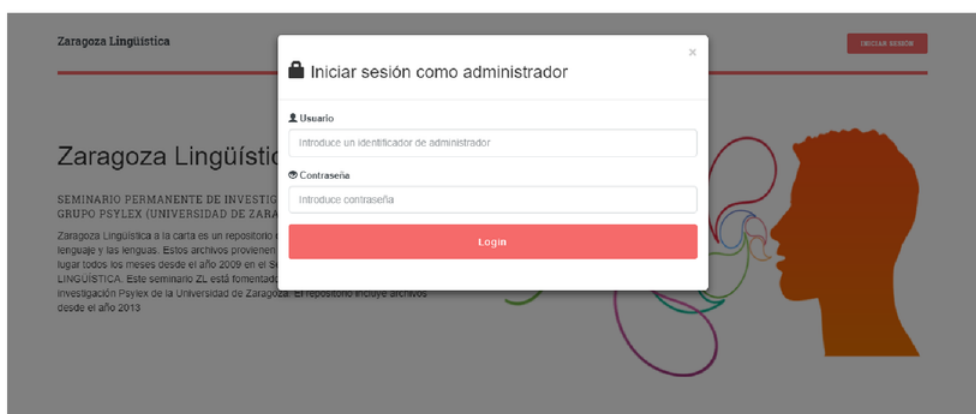 Zaragoza Lingüística
INICIAR SESIÓN
×
Iniciar sesión como administrador
Usuario
Introduce un identificador de administrador
Contraseña
Introduce contraseña
Login
Zaragoza Lingüístic
SEMINARIO PERMANENTE DE INVESTIG
GRUPO PSYLEX (UNIVERSIDAD DE ZARA
Zaragoza Lingüística a la carta es un repositorio
lenguaje y las lenguas. Estos archivos provienen
lugar todos los meses desde el año 2009 en el Se
LINGÜÍSTICA. Este seminario ZL está fomentado
investigación Psylex de la Universidad de Zaragoza. El repositorio incluye archivos
desde el año 2013